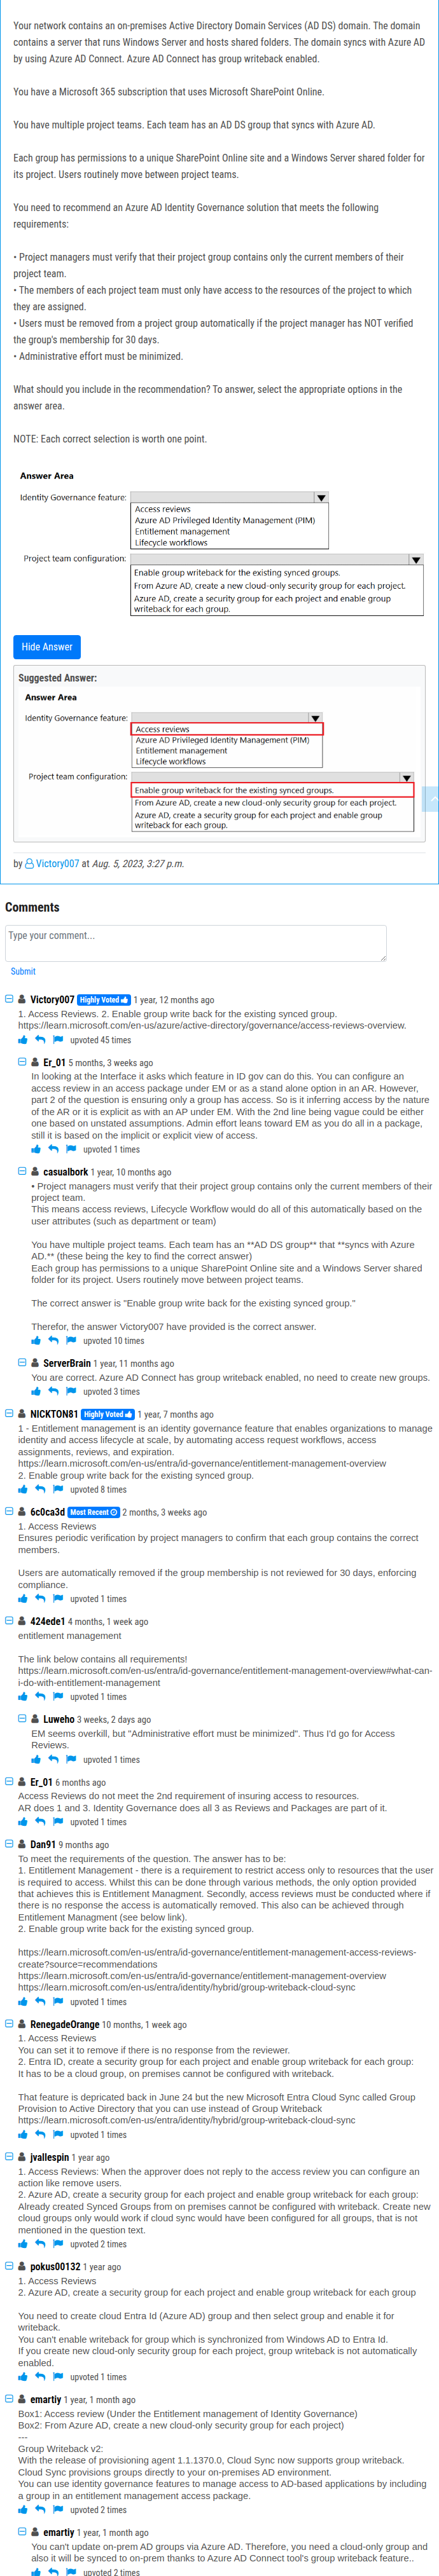 Your network contains an on-premises Active Directory Domain Services (AD DS) domain. The domain
contains a server that runs Windows Server and hosts shared folders. The domain syncs with Azure AD
by using Azure AD Connect. Azure AD Connect has group writeback enabled.
You have a Microsoft 365 subscription that uses Microsoft SharePoint Online.
You have multiple project teams. Each team has an AD DS group that syncs with Azure AD.
Each group has permissions to a unique SharePoint Online site and a Windows Server shared folder for
its project. Users routinely move between project teams.
You need to recommend an Azure AD Identity Governance solution that meets the following
requirements:
• Project managers must verify that their project group contains only the current members of their
project team.
• The members of each project team must only have access to the resources of the project to which
they are assigned.
• Users must be removed from a project group automatically if the project manager has NOT verified
the group's membership for 30 days.
• Administrative effort must be minimized.
What should you include in the recommendation? To answer, select the appropriate options in the
answer area.
NOTE: Each correct selection is worth one point.
Answer Area
Identity Governance feature:
Access reviews
Azure AD Privileged Identity Management (PIM)
Entitlement management
Lifecycle workflows
Project team configuration:
Enable group writeback for the existing synced groups.
From Azure AD, create a new cloud-only security group for each project.
Azure AD, create a security group for each project and enable group
writeback for each group.
Hide Answer
Suggested Answer:
Answer Area
Identity Governance feature:
Access reviews
Azure AD Privileged Identity Management (PIM)
Entitlement management
Lifecycle workflows
Project team configuration:
Enable group writeback for the existing synced groups.
From Azure AD, create a new cloud-only security group for each project.
Azure AD, create a security group for each project and enable group
writeback for each group.
by Victory007 at Aug. 5, 2023, 3:27 p.m.
Comments
Type your comment...
Submit
Victory007 Highly Voted 1 year, 12 months ago
1. Access Reviews. 2. Enable group write back for the existing group.
https://learn.microsoft.com/en-us/azure/active-directory/governance/access-reviews-overview.
upvoted 45 times
Er_01 5 months, 3 weeks ago
In looking at the Interface it asks which feature in ID gov can do this. You can configure an
access review in an access package under EM or as a stand alone option in an AR. However,
part 2 of the question is ensuring only a group has access. So is it inferring access by the nature
of the AR or it is explicit as with an AP under EM. With the 2nd line being vague could be either
one based on unstated assumptions. Admin effort leans toward EM as you do all in a package,
still it is based on the implicit or explicit view of access.
upvoted 1 times
casualbork 1 year, 10 months ago
• Project managers must verify that their project group contains only the current members of their
project team.
This means access reviews, Lifecycle Workflow would do all of this automatically based on the
user attributes (such as department or team)
You have multiple project teams. Each team has an **AD DS group** that **syncs with Azure
AD.** (these being the key to find the correct answer)
Each group has permissions to a unique SharePoint Online site and a Windows Server shared
folder for its project. Users routinely move between project teams.
The correct answer is "Enable group write back for the existing synced group."
Therefor, the answer Victory007 have provided is the correct answer.
upvoted 10 times
ServerBrain 1 year, 11 months ago
You are correct. Azure AD Connect has group writeback enabled, no need to create new groups.
upvoted 3 times
NICKTON81 Highly Voted 1 year, 7 months ago
1 - Entitlement management is an identity governance feature that enables organizations to manage
identity and access lifecycle at scale, by automating access request workflows, access
assignments, reviews, and expiration.
https://learn.microsoft.com/en-us/entra/id-governance/entitlement-management-overview
2. Enable group write back for the existing group.
upvoted 8 times
6c0ca3d Most Recent 2 months, 3 weeks ago
1. Access Reviews
Ensures periodic verification by project managers to confirm that each group contains the correct
members.
Users are automatically removed if the group membership is not reviewed for 30 days, enforcing
compliance.
upvoted 1 times
424ede1 4 months, 1 week ago
entitlement management
The link below contains all requirements!
https://learn.microsoft.com/en-us/entra/id-governance/entitlement-management-overview#what-can-
i-do-with-entitlement-management
upvoted 1 times
Luweho 3 weeks, 2 days ago
EM seems overkill, but "Administrative effort must be minimized". Thus I'd go for Access
Reviews.
upvoted 1 times
Er_01 6 months ago
Access Reviews do not meet the 2nd requirement of insuring access to resources.
AR does 1 and 3. Identity Governance does all 3 as Reviews and Packages are part of it.
upvoted 1 times
Dan91 9 months ago
To meet the requirements of the question. The answer has to be:
1. Entitlement Management - there is a requirement to restrict access only to resources that the user
is required to access. Whilst this can be done through various methods, the only option provided
that achieves this is Entitlement Managment. Secondly, access reviews must be conducted where if
there is no response the access is automatically removed. This also can be achieved through
Entitlement Managment (see below link).
2. Enable group write back for the existing synced group.
https://learn.microsoft.com/en-us/entra/id-governance/entitlement-management-access-reviews-
create?source=recommendations
https://learn.microsoft.com/en-us/entra/id-governance/entitlement-management-overview
https://learn.microsoft.com/en-us/entra/identity/hybrid/group-writeback-cloud-sync
upvoted 1 times
RenegadeOrange 10 months, 1 week ago
1. Access Reviews
You can set it to remove if there is no response from the reviewer.
2. Entra ID, create a security group for each project and enable group writeback for each group:
It has to be a cloud group, on premises cannot be configured with writeback.
That feature is depricated back in June 24 but the new Microsoft Entra Cloud Sync called Group
Provision to Active Directory that you can use instead of Group Writeback
https://learn.microsoft.com/en-us/entra/identity/hybrid/group-writeback-cloud-sync
upvoted 1 times
jvallespin 1 year ago
1. Access Reviews: When the approver does not reply to the access review you can configure an
action like remove users.
2. Azure AD, create a security group for each project and enable group writeback for each group:
Already created Synced Groups from on premises cannot be configured with writeback. Create new
cloud groups only would work if cloud sync would have been configured for all groups, that is not
mentioned in the question text.
upvoted 2 times
pokus00132 1 year ago
1. Access Reviews
2. Azure AD, create a security group for each project and enable group writeback for each group
You need to create cloud Entra Id (Azure AD) group and then select group and enable it for
writeback.
You can't enable writeback for group which is synchronized from Windows AD to Entra Id.
If you create new cloud-only security group for each project, group writeback is not automatically
enabled.
upvoted 1 times
emartiy 1 year, 1 month ago
Box1: Access review (Under the Entitlement management of Identity Governance)
Box2: From Azure AD, create a new cloud-only security group for each project)
---
Group Writeback v2:
With the release of provisioning agent 1.1.1370.0, Cloud Sync now supports group writeback.
Cloud Sync provisions groups directly to your on-premises AD environment.
You can use identity governance features to manage access to AD-based applications by including
a group in an entitlement management access package.
upvoted 2 times
emartiy 1 year, 1 month ago
You can't update on-prem AD groups via Azure AD. Therefore, you need a cloud-only group and
also it will be synced to on-prem thanks to Azure AD Connect tool's group writeback feature..
upvoted 2 times